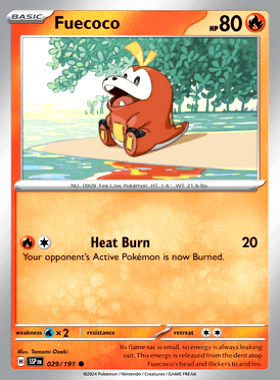 BASIC Fuecoco HP 80
NO. 0909 Fire Croc Pokémon HT: 1'4" WT: 21.6 lbs.
Heat Burn 20
Your opponent's Active Pokémon is now Burned.
weakness x2 resistance retreat
Illus. Tomomi Ozaki
H SSP EN 029/191
©2024 Pokémon / Nintendo / Creatures / GAME FREAK
Its flame sac is small, so energy is always leaking
out. This energy is released from the dent atop
Fuecoco's head and flickers to and fro.